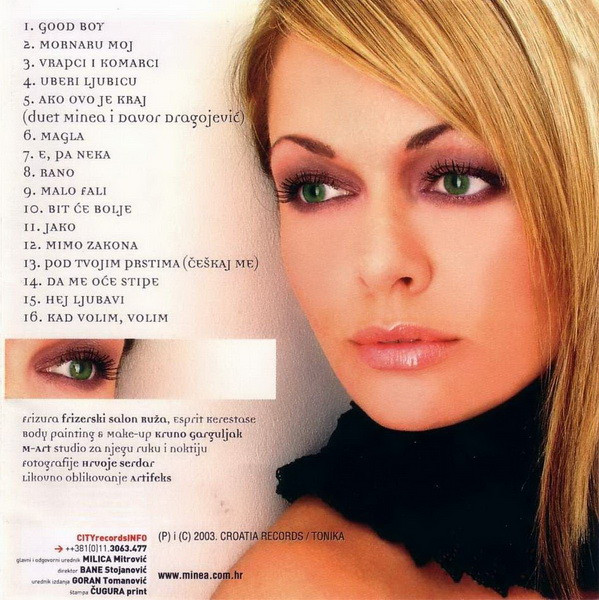 1. GOOD BOY
2. MORNARU MOJ
3. VRAPCI I KOMARCI
4. UBERI LJUBICU
5. AKO OVO JE KRAJ
(duet Minea i Davor Dragojević)
6. MAGLA
7. E, PA NEKA
8. RANO
9. MALO FALI
10. BIT ĆE BOLJE
11. JAKO
12. MIMO ZAKONA
13. POD TVOJIM PRSTIMA (ČEŠKAJ ME)
14. DA ME OĆE STIPE
15. HEJ LJUBAVI
16. KAD VOLIM, VOLIM
Frizura Frizerski salon Ruža, Esprit Kerestase
Body painting & Make-up Kruno Garguljak
M-Art studio za njegu ruku i noktiju
Fotografije Hrvoje Serdar
Likovno oblikovanje Artifeks
CITYrecordsINFO
++381(0)11.3063.477
glavni i odgovorni urednik MILICA Mitrović
direktor BANE Stojanović
urednik izdanja GORAN Tomanović
štampa ČUGURA print
(P) i (C) 2003. CROATIA RECORDS / TONIKA
www.minea.com.hr